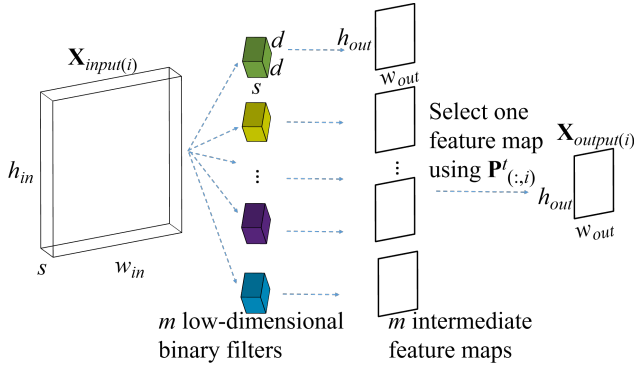 X_input(i)
h_in
s
w_in
d
d
s
⋮
m low-dimensional
binary filters
h_out
w_out
⋮
m intermediate
feature maps
Select one
feature map
using P^t_(:,i)
X_output(i)
h_out
w_out